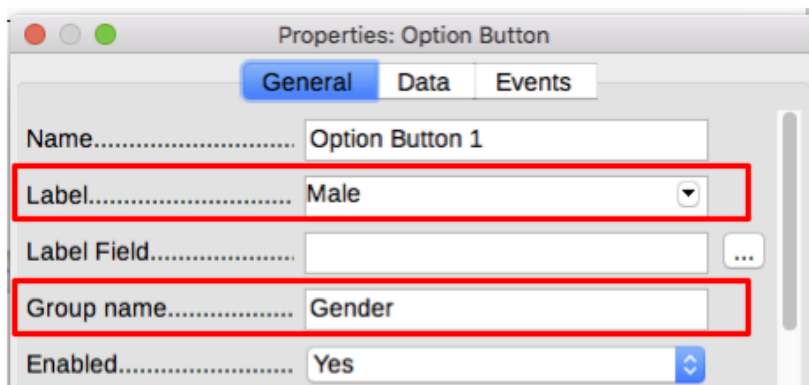 Properties: Option Button
General Data Events
Name............................ Option Button 1
Label............................. Male
Label Field..................... ...
Group name.................. Gender
Enabled......................... Yes